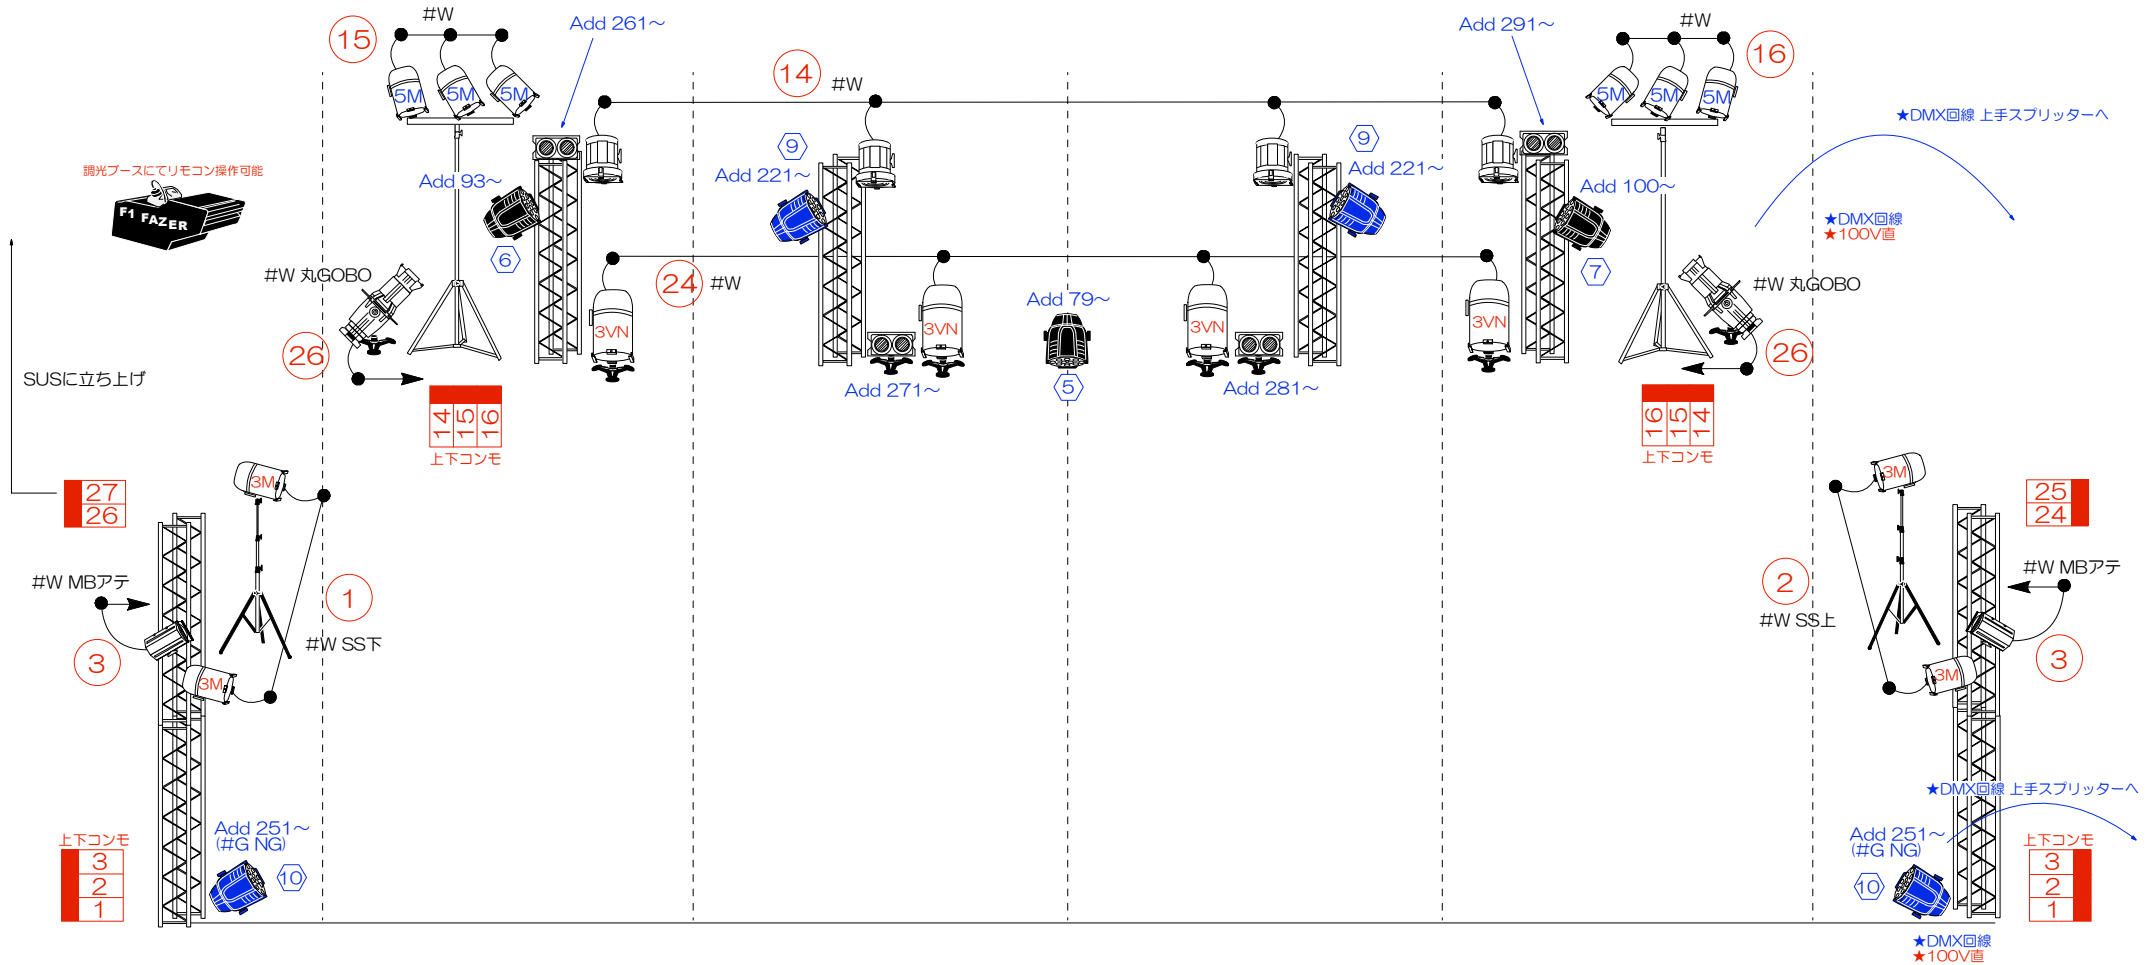 #W
Add 261~
Add 291~
#W
15
14
#W
16
5M
5M
5M
5M
5M
5M
★DMX回線 上手スプリッターへ
調光ブースにてリモコン操作可能
F1 FAZER
9
9
Add 93~
Add 221~
Add 221~
Add 100~
★DMX回線
★100V直
6
7
#W 丸GOBO
24
#W
#W 丸GOBO
Add 79~
3VN
3VN
3VN
3VN
26
26
SUSに立ち上げ
Add 271~
5
Add 281~
14
15
16
上下コンモ
16
15
14
上下コンモ
3M
3M
27
26
25
24
#W MBアテ
#W MBアテ
1
2
#W SS下
#W SS上
3
3
3M
3M
★DMX回線 上手スプリッターへ
Add 251~
(#G NG)
Add 251~
(#G NG)
上下コンモ
3
2
1
10
10
上下コンモ
3
2
1
★DMX回線
★100V直